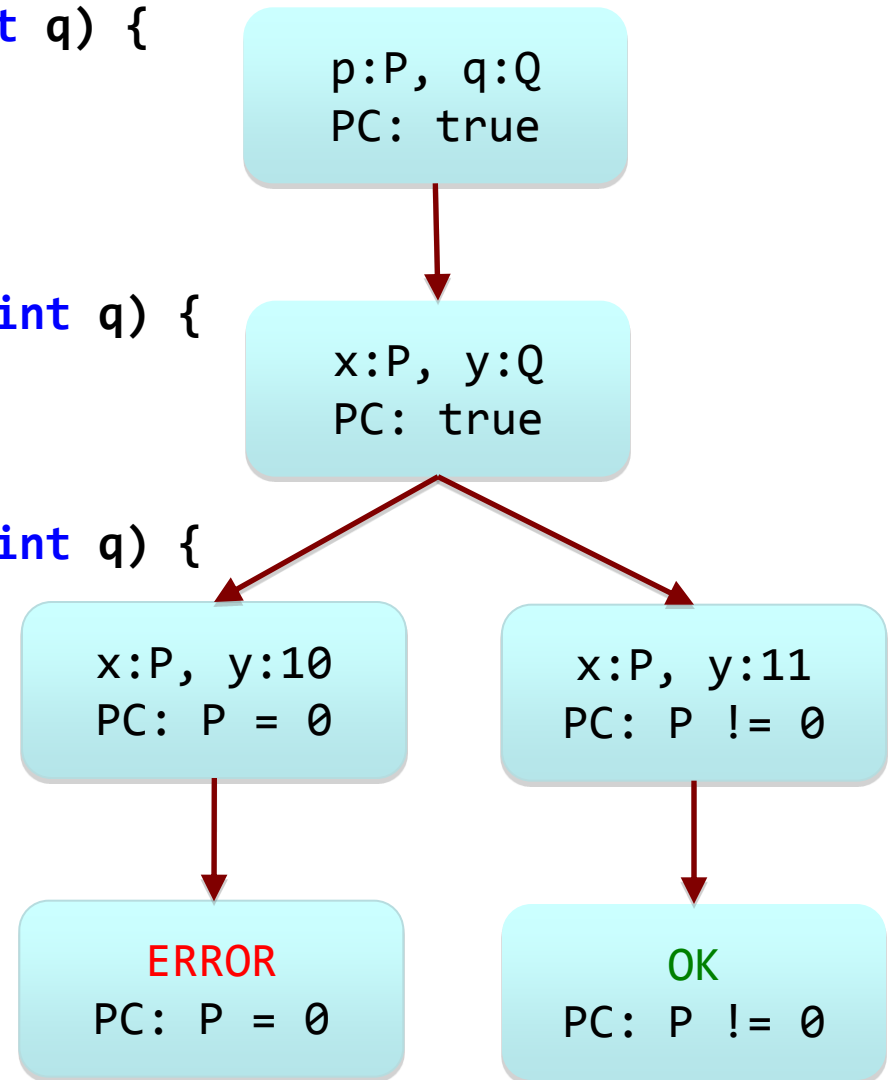 t q) {
p:P, q:Q
PC: true
int q) {
x:P, y:Q
PC: true
int q) {
x:P, y:10
PC: P = 0
x:P, y:11
PC: P != 0
ERROR
PC: P = 0
OK
PC: P != 0